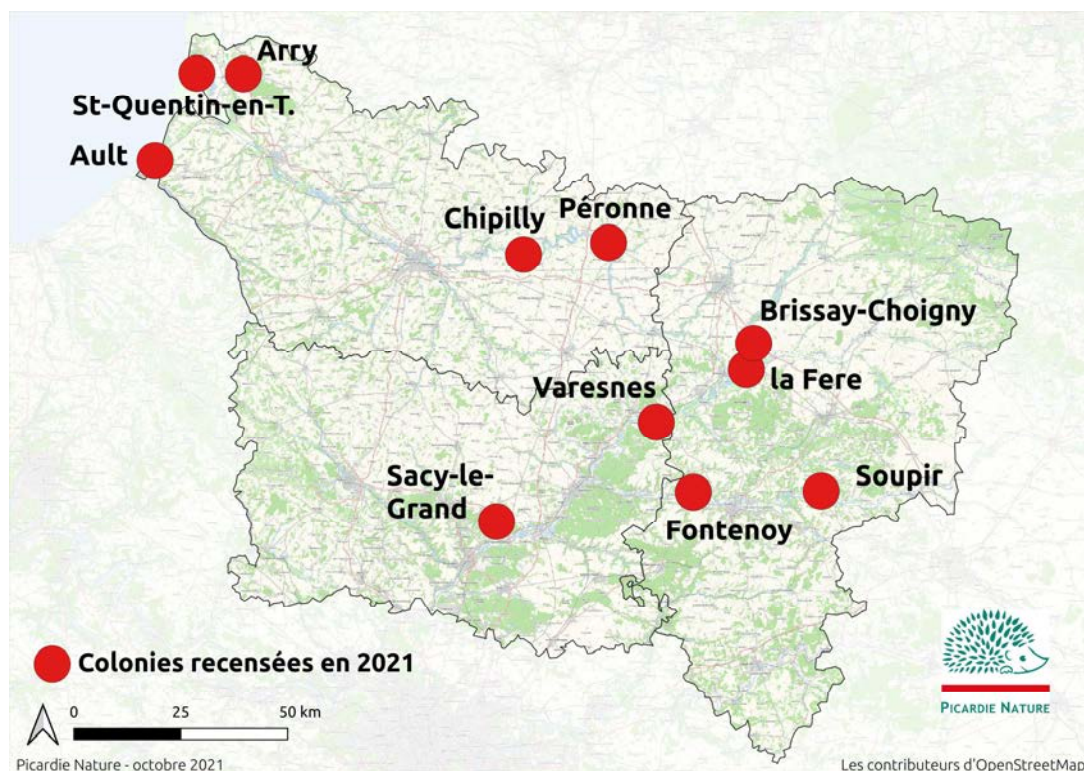 Arry
St-Quentin-en-T.
Ault
Chipilly
Péronne
Brissay-Choigny
la Fere
Varesnes
Sacy-le-
Grand
Soupir
Fontenoy
Colonies recensées en 2021
0 25 50 km
PICARDIE NATURE
Picardie Nature - octobre 2021
Les contributeurs d'OpenStreetMap